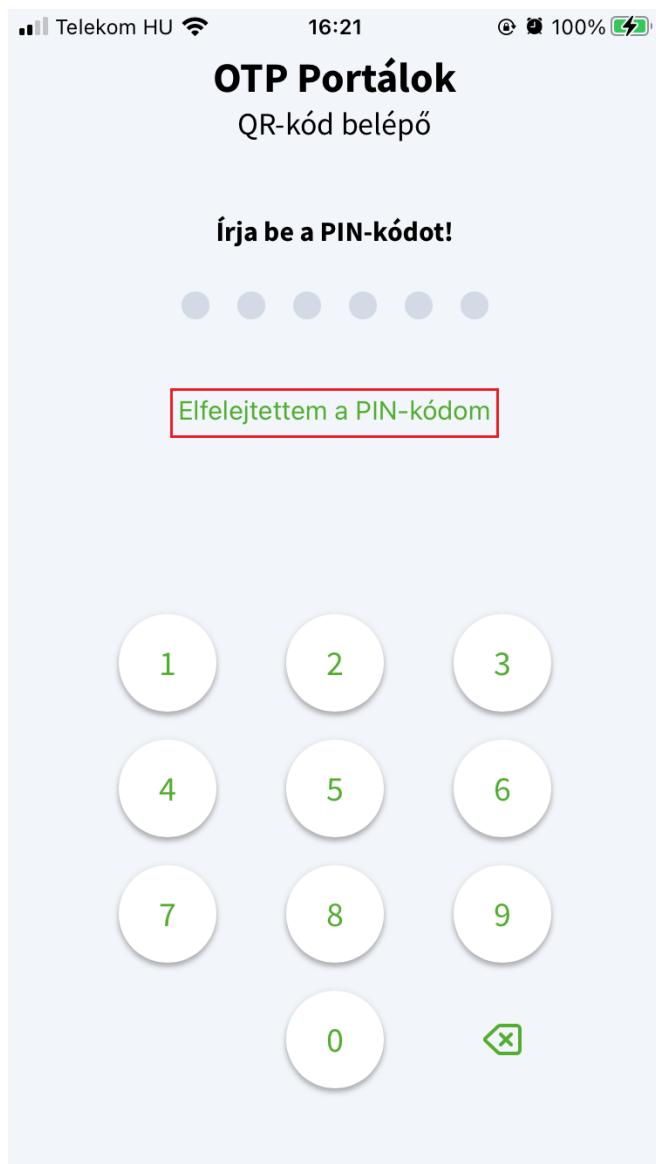 Telekom HU 16:21 100%
OTP Portálok
QR-kód belépő
Írja be a PIN-kódot!
Elfelejtettem a PIN-kódom
1 2 3
4 5 6
7 8 9
0